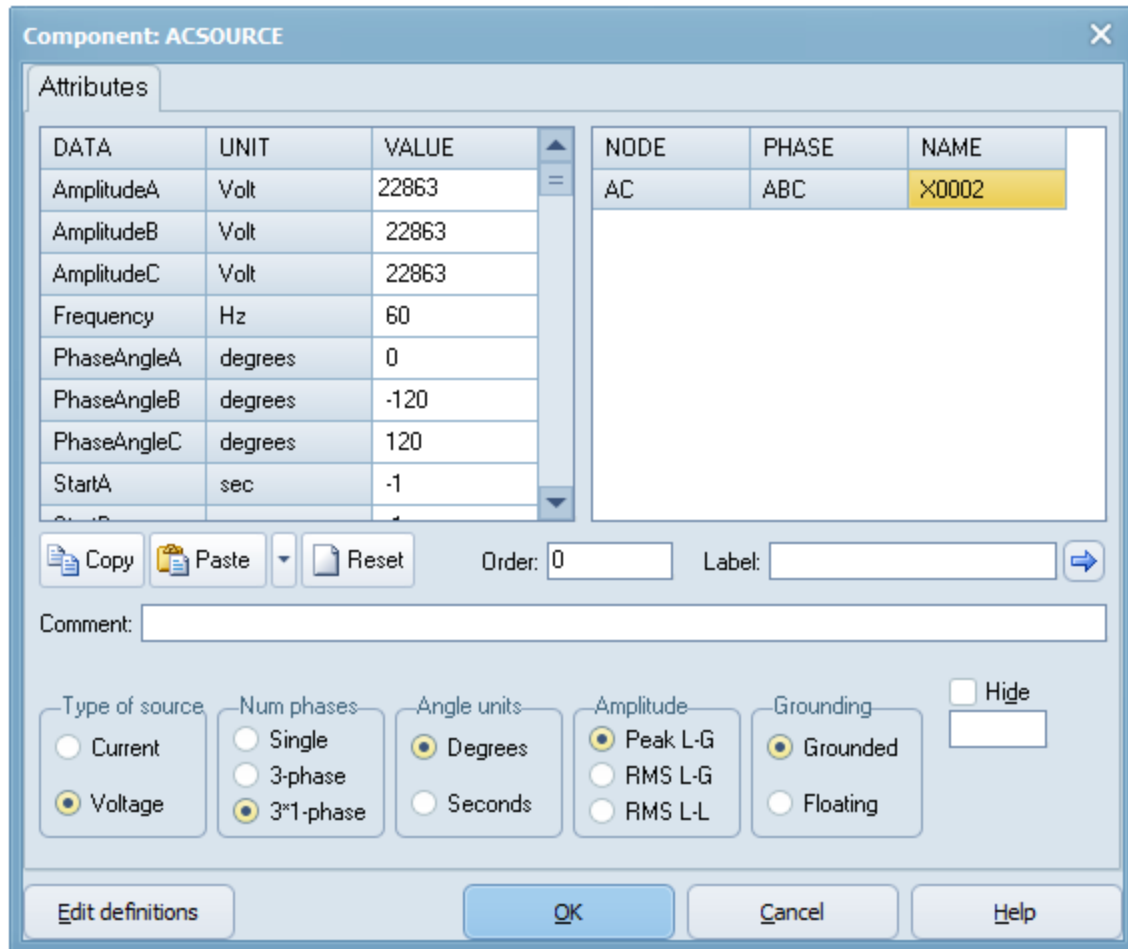 Component: ACSOURCE
Attributes
DATA UNIT VALUE
AmplitudeA Volt 22863
AmplitudeB Volt 22863
AmplitudeC Volt 22863
Frequency Hz 60
PhaseAngleA degrees 0
PhaseAngleB degrees -120
PhaseAngleC degrees 120
StartA sec -1
NODE PHASE NAME
AC ABC X0002
Copy Paste Reset Order: 0 Label:
Comment:
Type of source
Current
Voltage
Num phases
Single
3-phase
3*1-phase
Angle units
Degrees
Seconds
Amplitude
Peak L-G
RMS L-G
RMS L-L
Grounding
Grounded
Floating
Hide
Edit definitions OK Cancel Help